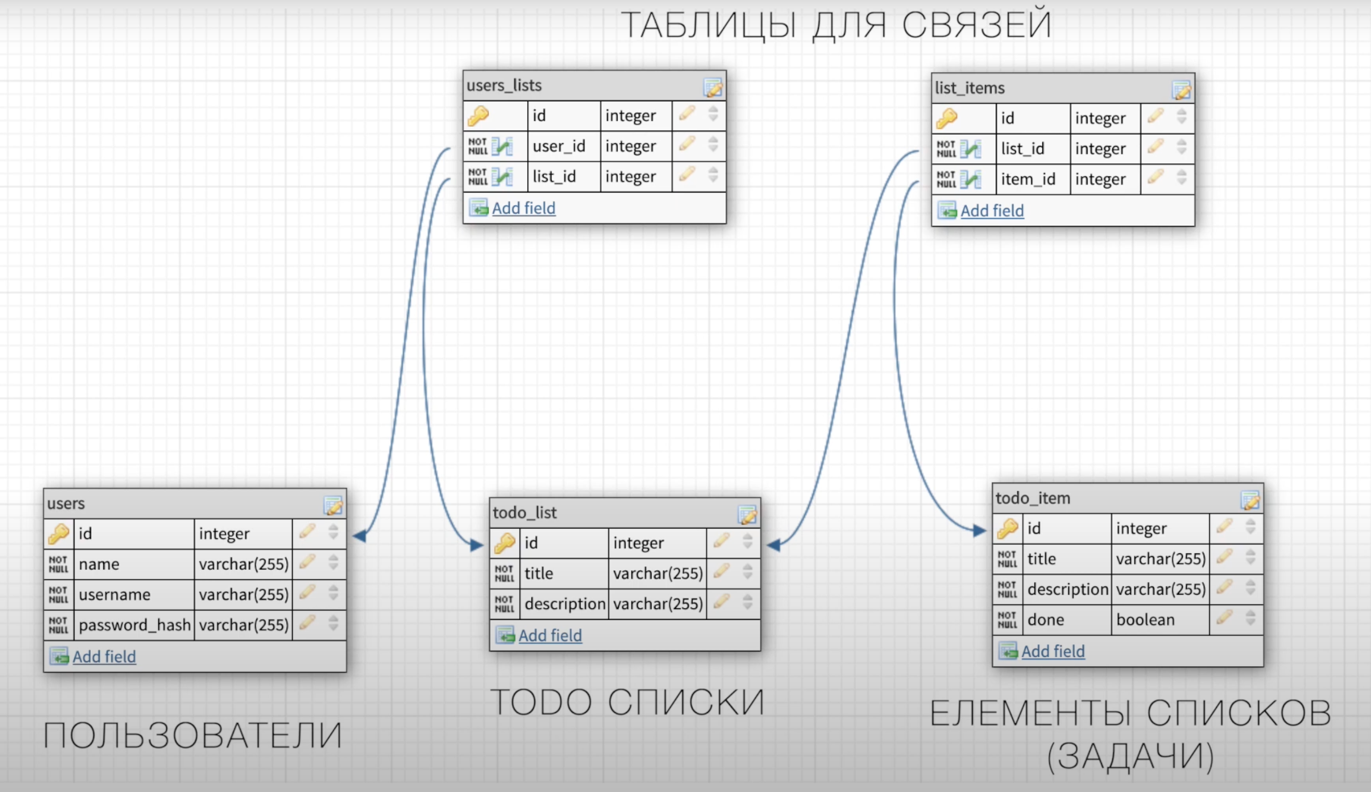 ТАБЛИЦЫ ДЛЯ СВЯЗЕЙ
users_lists
id integer
NOT NULL user_id integer
NOT NULL list_id integer
Add field
list_items
id integer
NOT NULL list_id integer
NOT NULL item_id integer
Add field
users
id integer
NOT NULL name varchar(255)
NOT NULL username varchar(255)
NOT NULL password_hash varchar(255)
Add field
ПОЛЬЗОВАТЕЛИ
todo_list
id integer
NOT NULL title varchar(255)
NOT NULL description varchar(255)
Add field
TODO СПИСКИ
todo_item
id integer
NOT NULL title varchar(255)
NOT NULL description varchar(255)
NOT NULL done boolean
Add field
ЕЛЕМЕНТЫ СПИСКОВ
(ЗАДАЧИ)